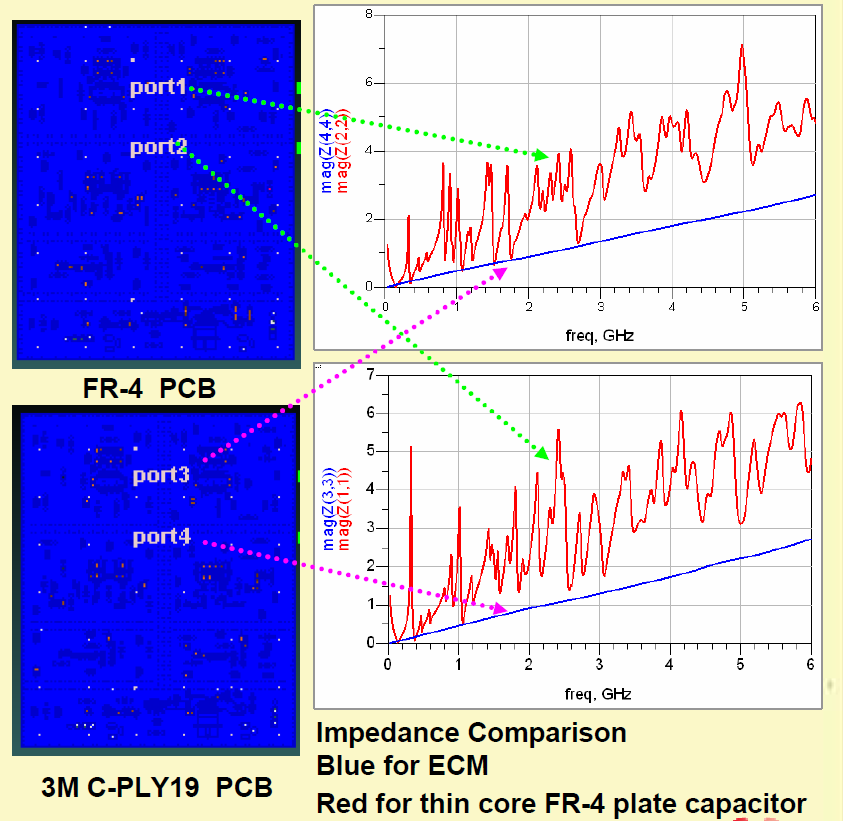 port1
port2
FR-4 PCB
port3
port4
3M C-PLY19 PCB
mag(Z(4,4))
mag(Z(2,2))
8
6
4
2
0
0 1 2 3 4 5 6
freq, GHz
mag(Z(3,3))
mag(Z(1,1))
7
6
5
4
3
2
1
0
0 1 2 3 4 5 6
freq, GHz
Impedance Comparison
Blue for ECM
Red for thin core FR-4 plate capacitor